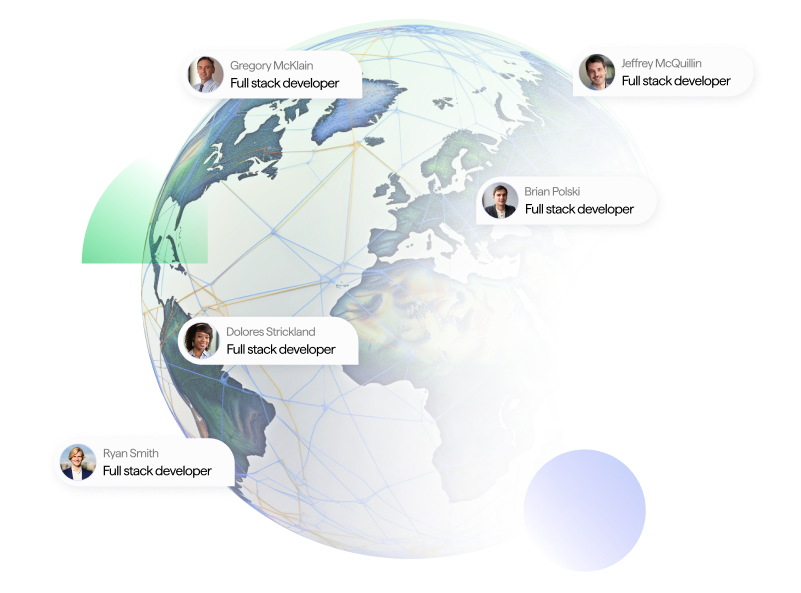 Gregory McKlain
Full stack developer
Jeffrey McQuillin
Full stack developer
Brian Polski
Full stack developer
Dolores Strickland
Full stack developer
Ryan Smith
Full stack developer